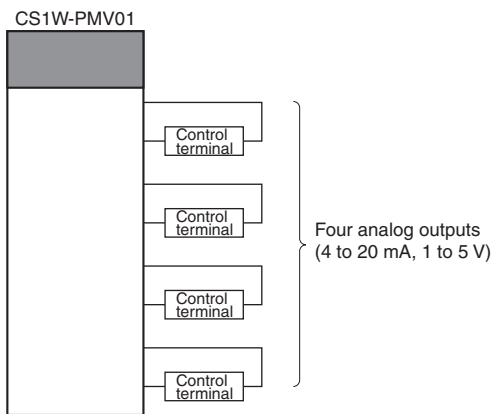 CS1W-PMV01
Control
terminal
Control
terminal
Control
terminal
Control
terminal
Four analog outputs
(4 to 20 mA, 1 to 5 V)